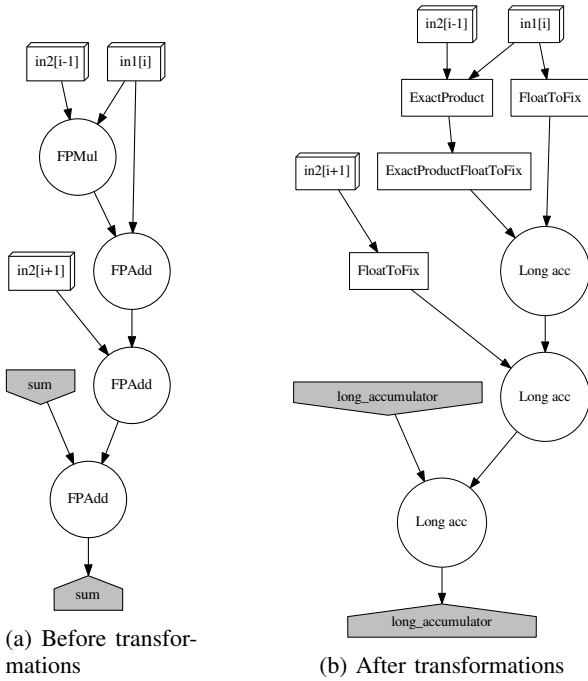 in2[i-1]
in1[i]
FPMul
FPAdd
in2[i+1]
FPAdd
sum
FPAdd
sum
(a) Before transfor-
mations
in2[i-1]
in1[i]
ExactProduct
FloatToFix
in2[i+1]
ExactProductFloatToFix
FloatToFix
Long acc
Long acc
long_accumulator
Long acc
long_accumulator
(b) After transformations